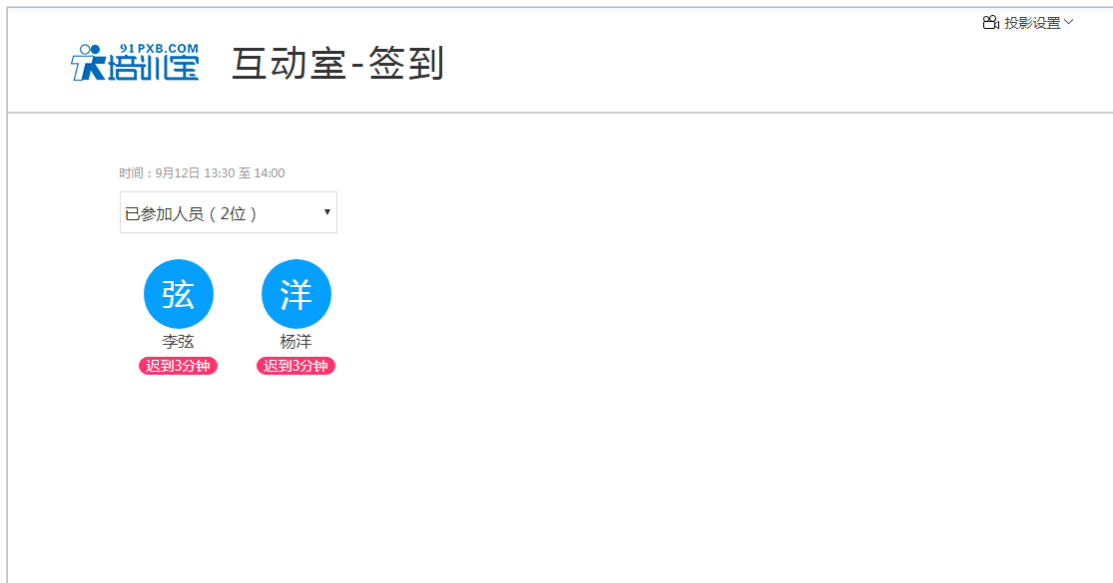 投影设置
91PXB.COM
培训宝
互动室-签到
时间：9月12日 13:30 至 14:00
已参加人员（2位）
弦 洋
李弦 杨洋
迟到3分钟 迟到3分钟